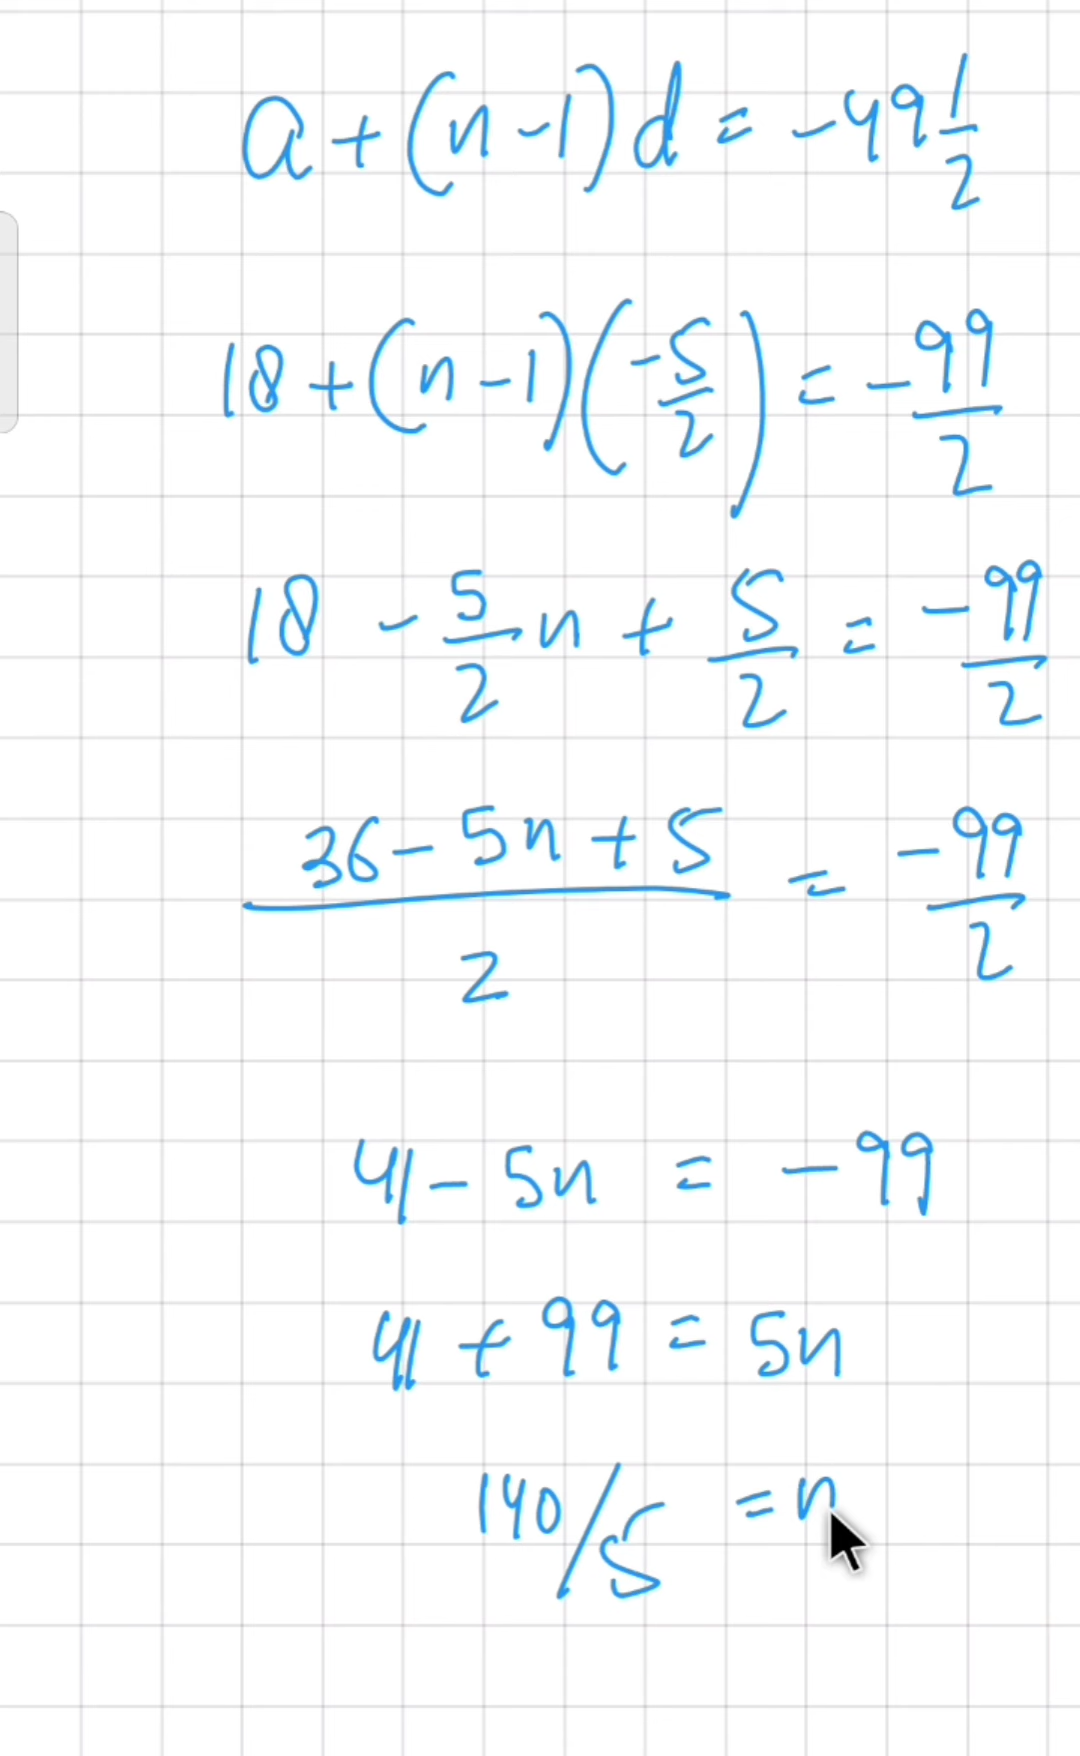 a + (n - 1) d = - 49 1/2
18 + (n - 1) (-5/2) = - 99/2
18 - 5/2 n + 5/2 = -99/2
(36 - 5n + 5)/2 = -99/2
41 - 5n = - 99
41 + 99 = 5n
140/5 = n